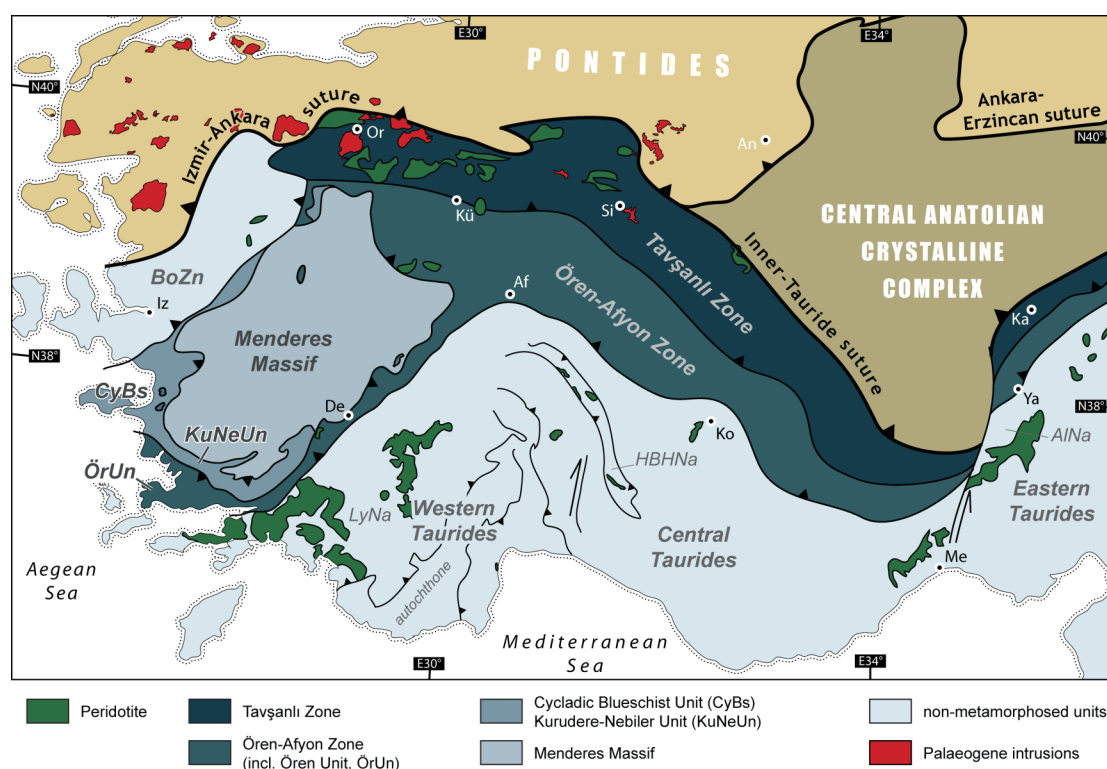 E30°
E34°
PONTIDES
N40°
Izmir-Ankara suture
Or
An
Ankara-
Erzincan suture
N40°
Kü
Si
CENTRAL ANATOLIAN
CRYSTALLINE
COMPLEX
Tavşanlı Zone
Inner-Tauride suture
BoZn
Iz
Af
Ören-Afyon Zone
Ka
Menderes
Massif
N38°
CyBs
De
Ya
N38°
KuNeUn
Ko
AlNa
HBHNa
ÖrUn
LyNa
Western
Taurides
Eastern
Taurides
Central
Taurides
Me
Aegean
Sea
autochthone
Mediterranean
Sea
E30°
E34°
Peridotite
Tavşanlı Zone
Cycladic Blueschist Unit (CyBs)
Kurudere-Nebiler Unit (KuNeUn)
non-metamorphosed units
Ören-Afyon Zone
(incl. Ören Unit, ÖrUn)
Menderes Massif
Palaeogene intrusions